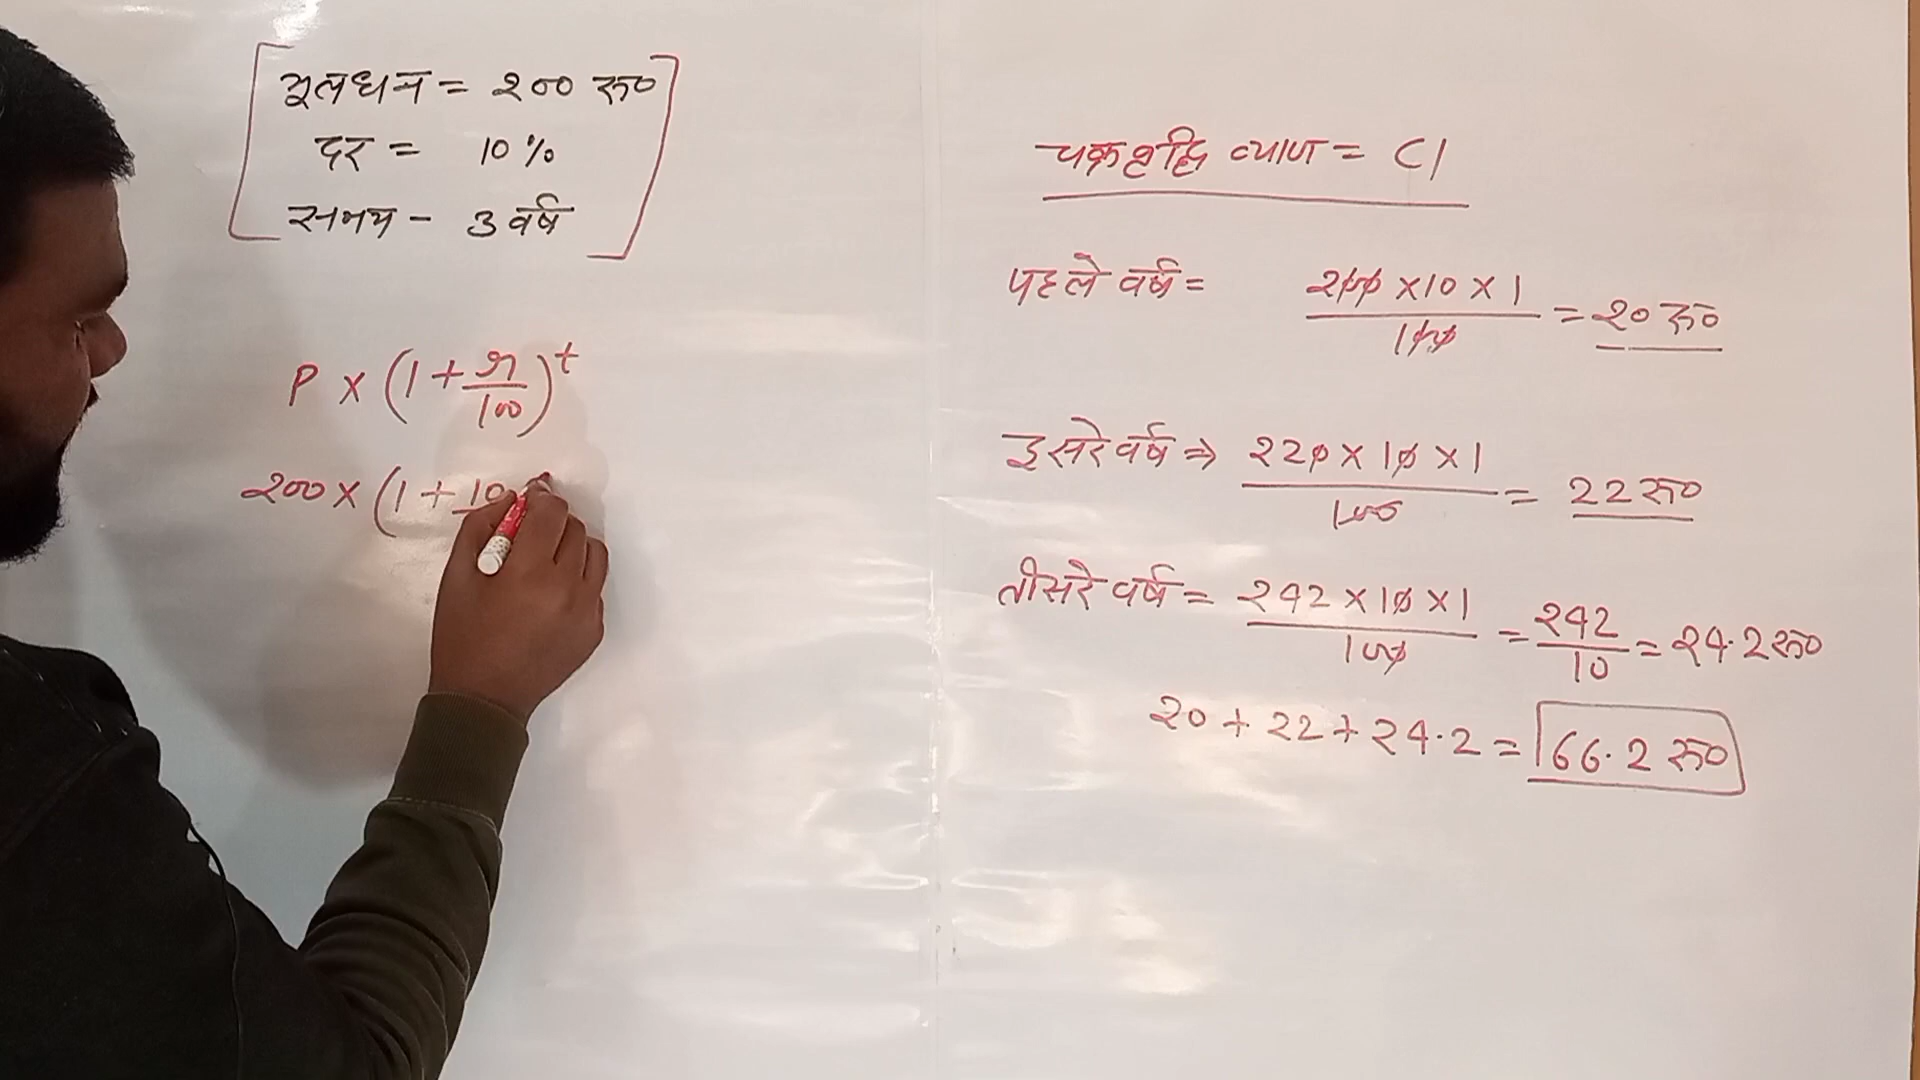 मूलधन = 200 रू०
दर = 10%
समय - 3 वर्ष
P × (1 + r/100)^t
200 × (1 + 10
चक्रवृद्धि ब्याज = CI
पहले वर्ष = 200 × 10 × 1 / 100 = 20 रू०
दुसरे वर्ष ⇒ 220 × 10 × 1 / 100 = 22 रू०
तीसरे वर्ष = 242 × 10 × 1 / 100 = 242 / 10 = 24.2 रू०
20 + 22 + 24.2 = 66.2 रू०